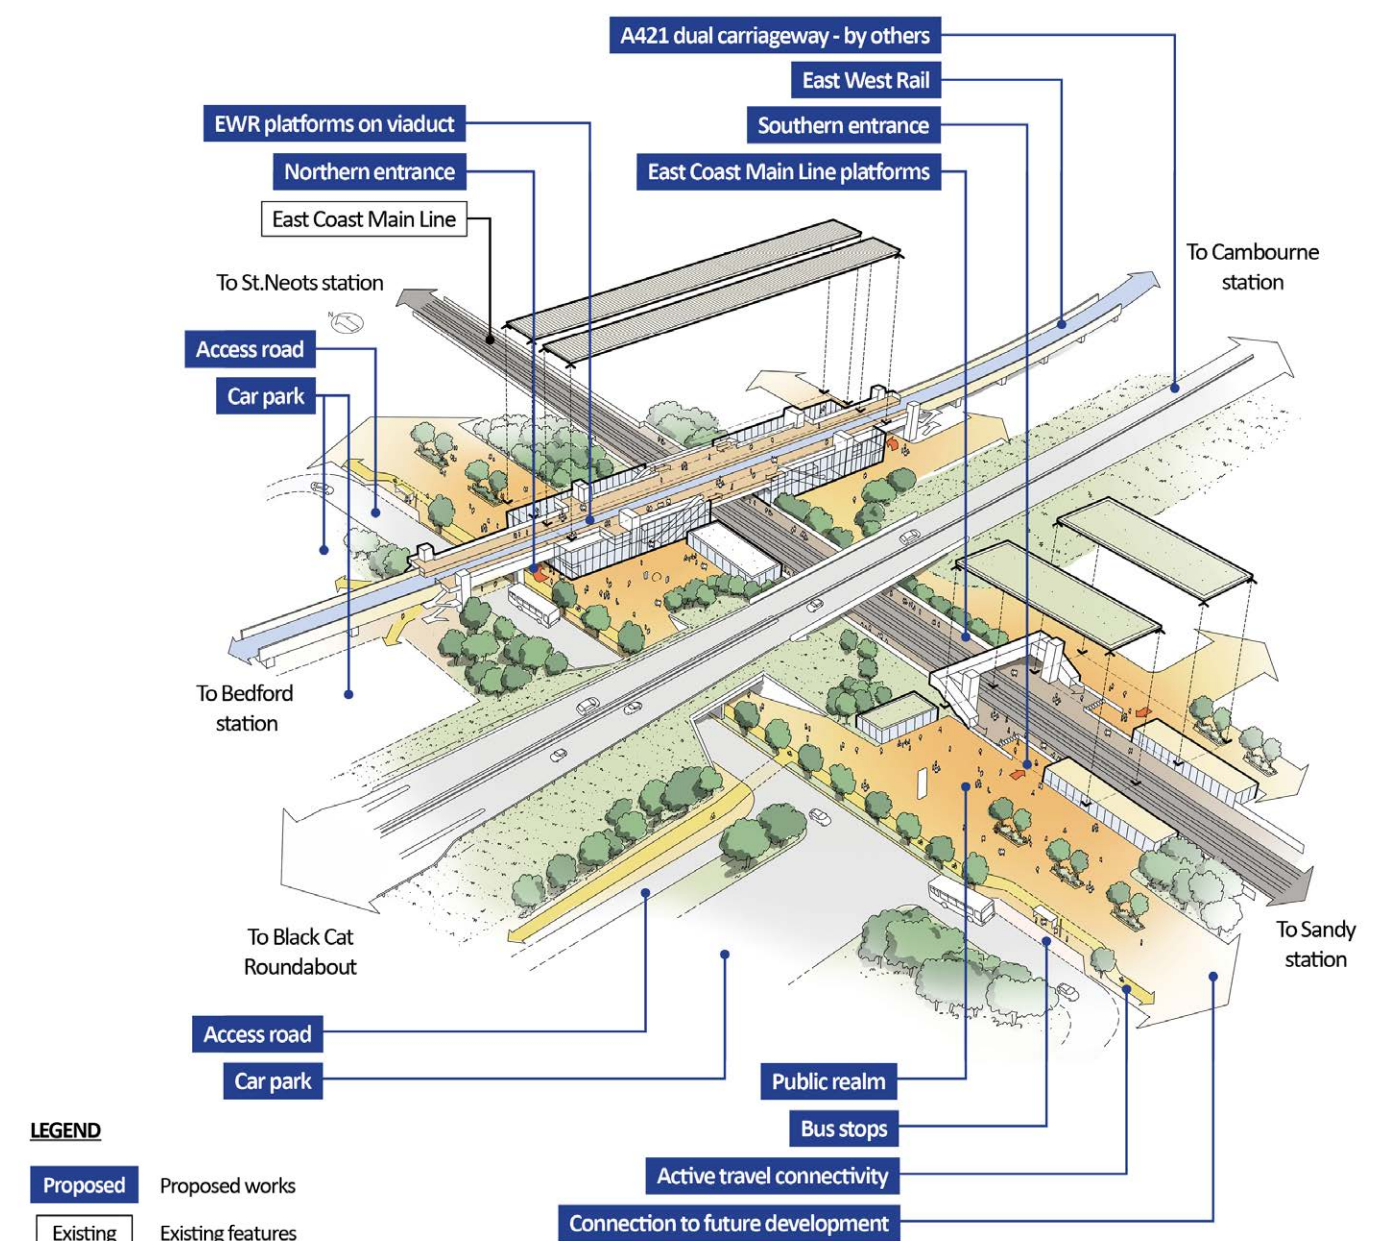 A421 dual carriageway - by others
East West Rail
EWR platforms on viaduct
Southern entrance
Northern entrance
East Coast Main Line platforms
East Coast Main Line
To St.Neots station
To Cambourne
station
N
Access road
Car park
To Bedford
station
To Black Cat
Roundabout
To Sandy
station
Access road
Car park
Public realm
Bus stops
Active travel connectivity
Connection to future development
LEGEND
Proposed Proposed works
Existing Existing features